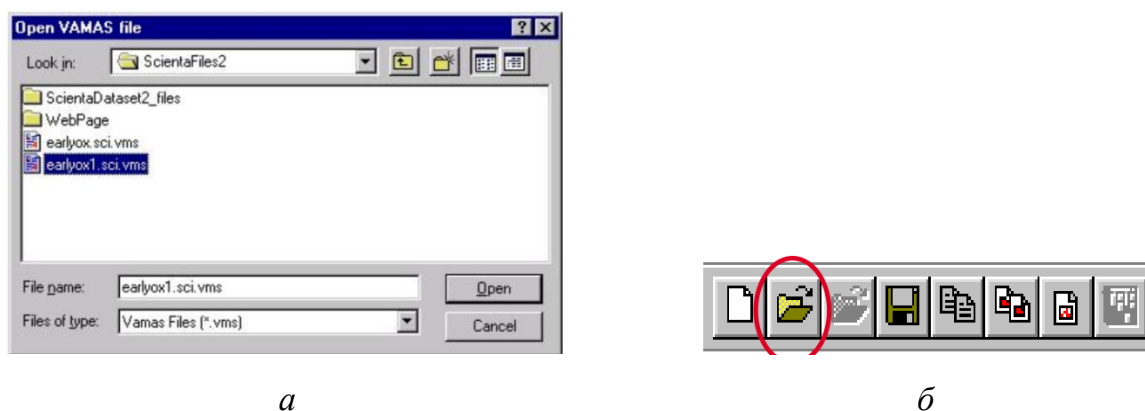 Open VAMAS file
Look in: ScientaFiles2
ScientaDataset2_files
WebPage
earlyox.sci.vms
earlyox1.sci.vms
File name: earlyox1.sci.vms Open
Files of type: Vamas Files (*.vms) Cancel
а б